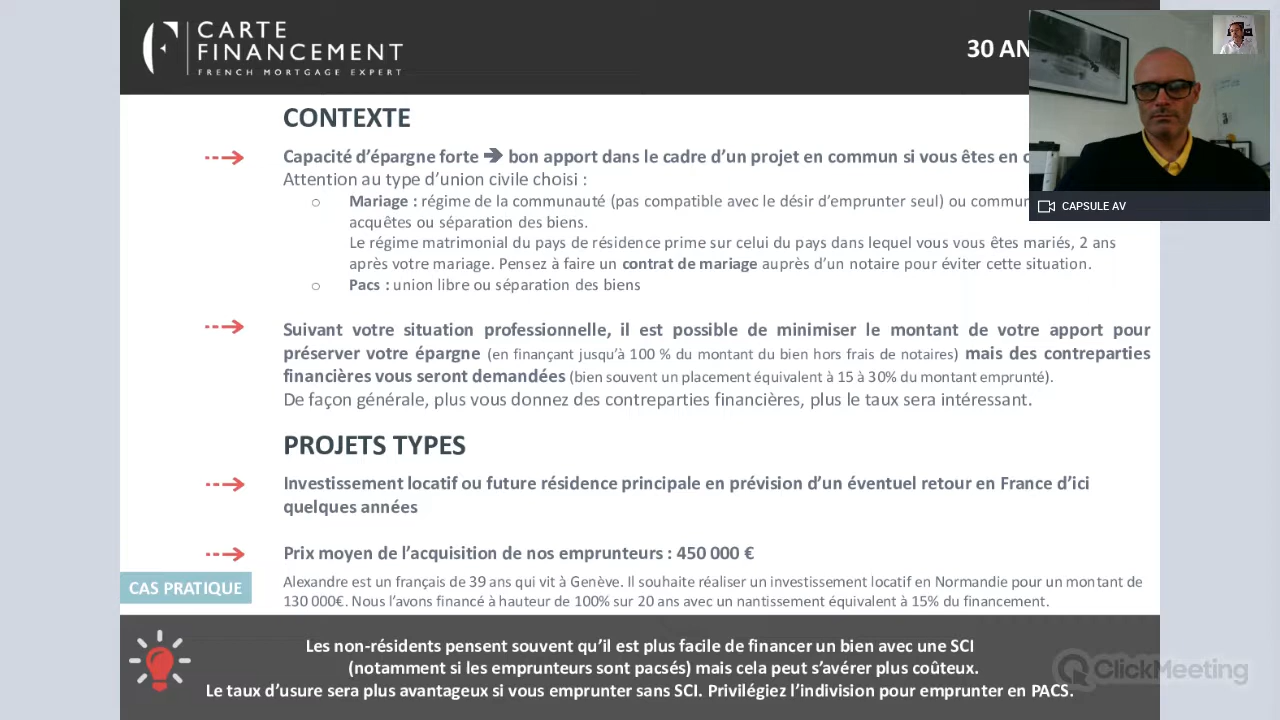 CARTE
FINANCEMENT
FRENCH MORTGAGE EXPERT
30 AN
CONTEXTE
Capacité d'épargne forte ➔ bon apport dans le cadre d'un projet en commun si vous êtes en
Attention au type d'union civile choisi :
Mariage : régime de la communauté (pas compatible avec le désir d'emprunter seul) ou
acquêtes ou séparation des biens.
Le régime matrimonial du pays de résidence prime sur celui du pays dans lequel vous vous êtes mariés, 2 ans
après votre mariage. Pensez à faire un contrat de mariage auprès d'un notaire pour éviter cette situation.
Pacs : union libre ou séparation des biens
Suivant votre situation professionnelle, il est possible de minimiser le montant de votre apport pour
préserver votre épargne (en finançant jusqu'à 100 % du montant du bien hors frais de notaires) mais des contreparties
financières vous seront demandées (bien souvent un placement équivalent à 15 à 30% du montant emprunté).
De façon générale, plus vous donnez des contreparties financières, plus le taux sera intéressant.
PROJETS TYPES
Investissement locatif ou future résidence principale en prévision d'un éventuel retour en France d'ici
quelques années
Prix moyen de l'acquisition de nos emprunteurs : 450 000 €
CAS PRATIQUE
Alexandre est un français de 39 ans qui vit à Genève. Il souhaite réaliser un investissement locatif en Normandie pour un montant de
130 000€. Nous l'avons financé à hauteur de 100% sur 20 ans avec un nantissement équivalent à 15% du financement.
Les non-résidents pensent souvent qu'il est plus facile de financer un bien avec une SCI
(notamment si les emprunteurs sont pacsés) mais cela peut s'avérer plus coûteux.
Le taux d'usure sera plus avantageux si vous emprunter sans SCI. Privilégiez l'indivision pour emprunter en PACS.
CAPSULE AV
ClickMeeting